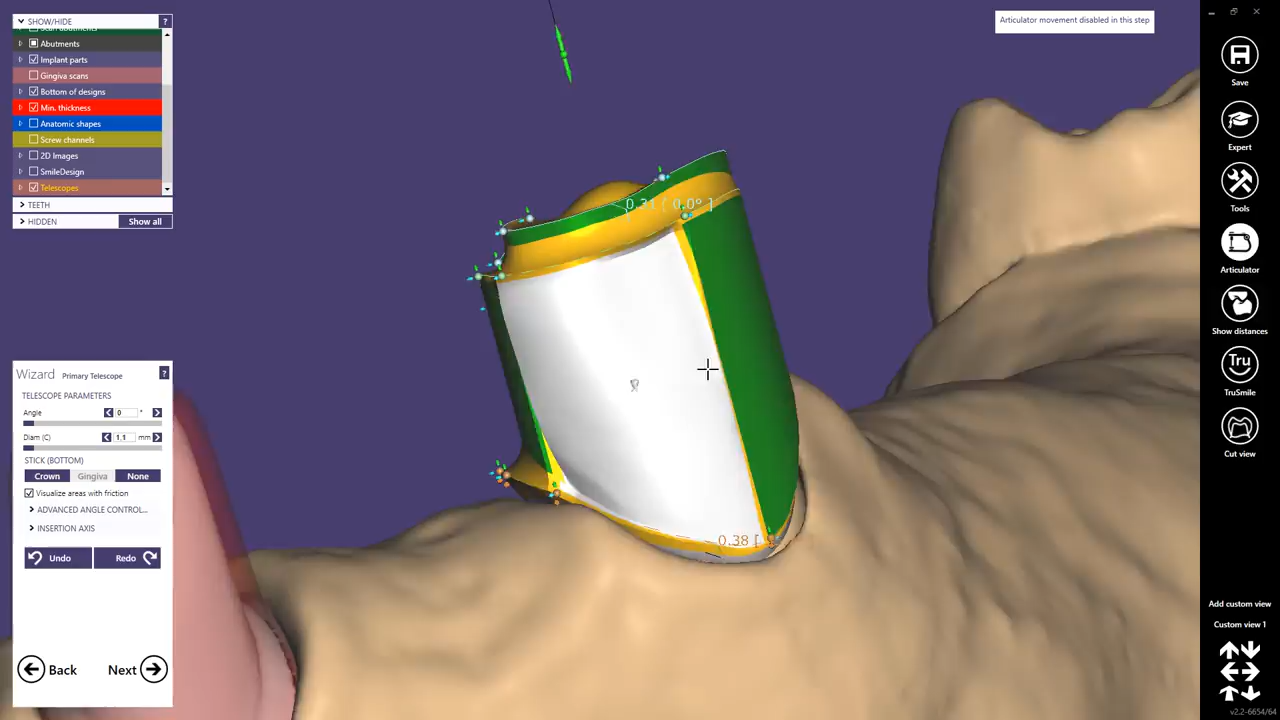 SHOW/HIDE ?
Abutments
Implant parts
Gingiva scans
Bottom of designs
Min. thickness
Anatomic shapes
Screw channels
2D Images
SmileDesign
Telescopes
TEETH
HIDDEN Show all
Articulator movement disabled in this step
0.31 [ 0.0° ]
0.38 [
Wizard Primary Telescope ?
TELESCOPE PARAMETERS
Angle 0 °
Diam (C) 1,1 mm
STICK (BOTTOM)
Crown Gingiva None
Visualize areas with friction
ADVANCED ANGLE CONTROL...
INSERTION AXIS
Undo Redo
Back Next
Save
Expert
Tools
Articulator
Show distances
Tru
TruSmile
Cut view
Add custom view
Custom view 1
v2.2-6654/64